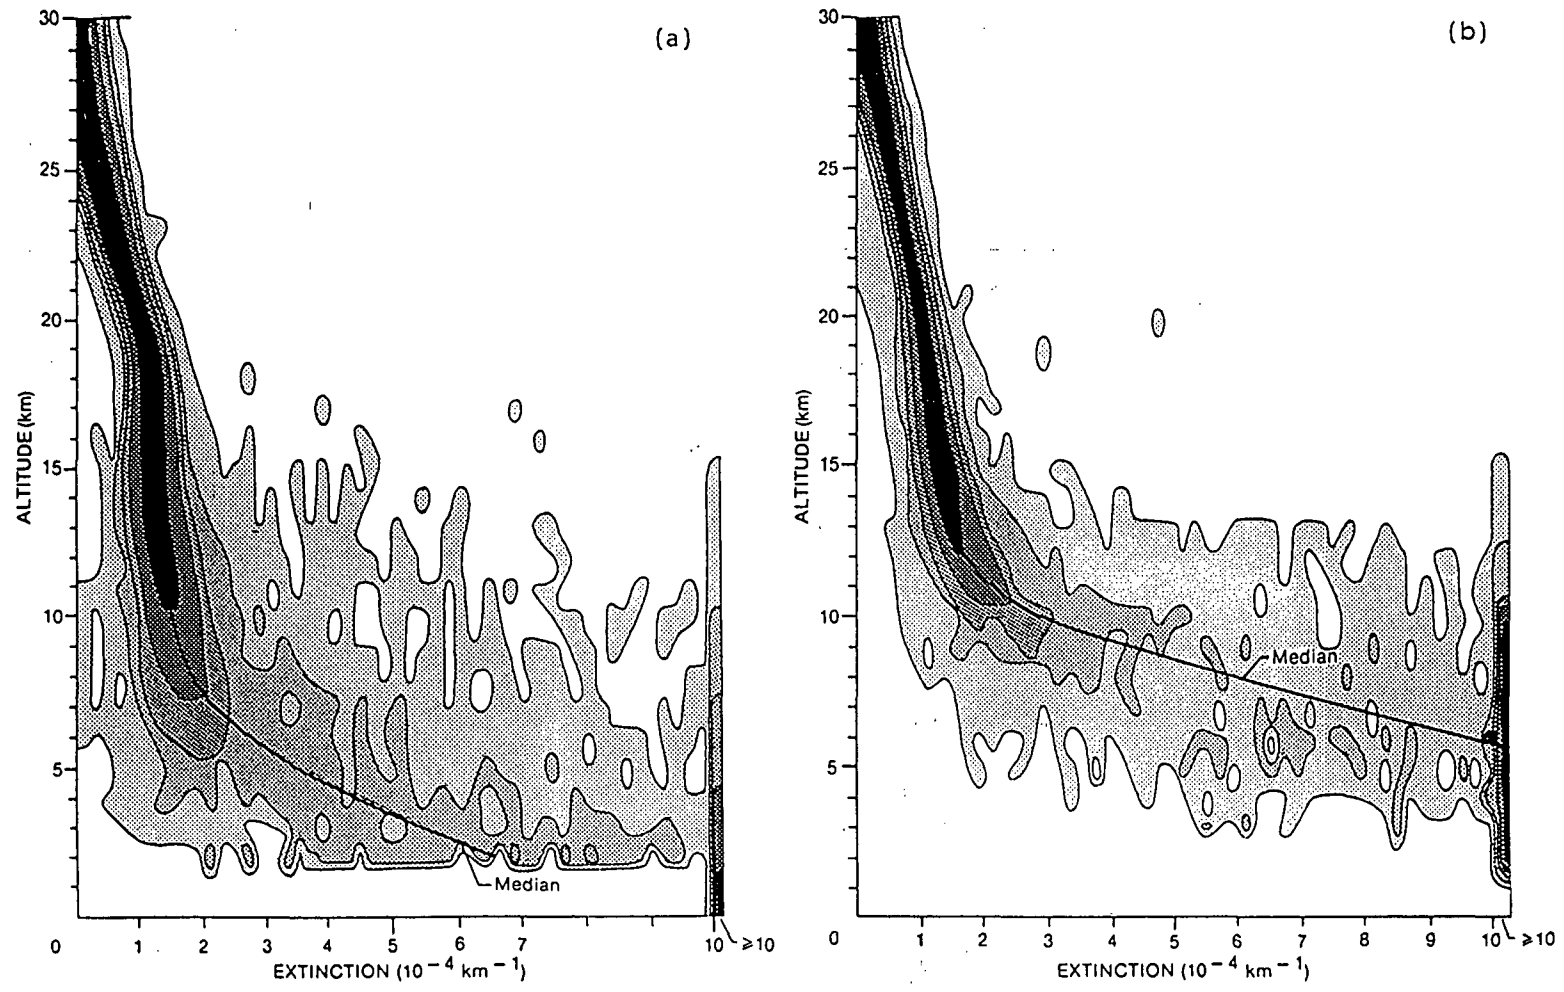 (a)
30
25
20
15
10
5
ALTITUDE (km)
Median
0 1 2 3 4 5 6 7 10 ≥10
EXTINCTION (10⁻⁴ km⁻¹)
(b)
30
25
20
15
10
5
ALTITUDE (km)
Median
0 1 2 3 4 5 6 7 8 9 10 ≥10
EXTINCTION (10⁻⁴ km⁻¹)